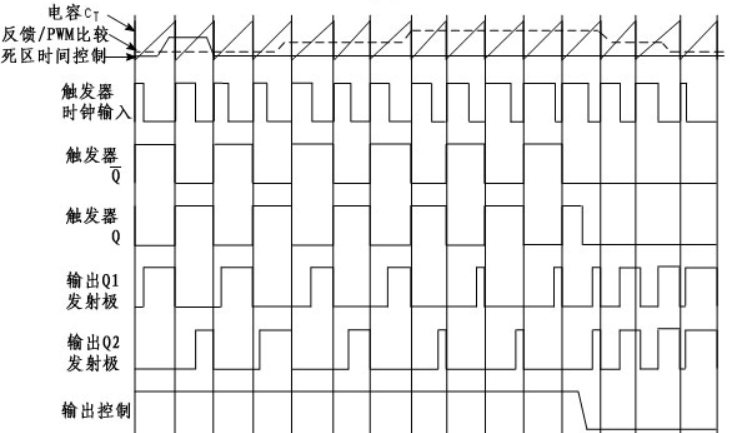 电容CT
反馈/PWM比较
死区时间控制
触发器
时钟输入
触发器
Q̅
触发器
Q
输出Q1
发射极
输出Q2
发射极
输出控制